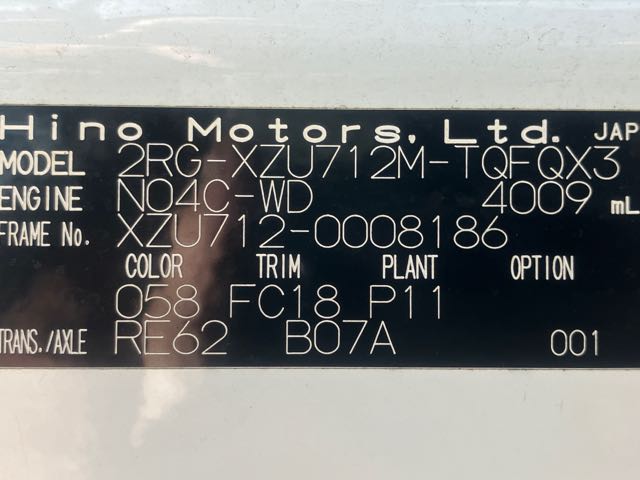 Hino Motors, Ltd. JAP
MODEL 2RG-XZU712M-TQFQX3
ENGINE N04C-WD 4009 mL
FRAME No. XZU712-0008186
COLOR TRIM PLANT OPTION
058 FC18 P11
TRANS./AXLE RE62 B07A 001